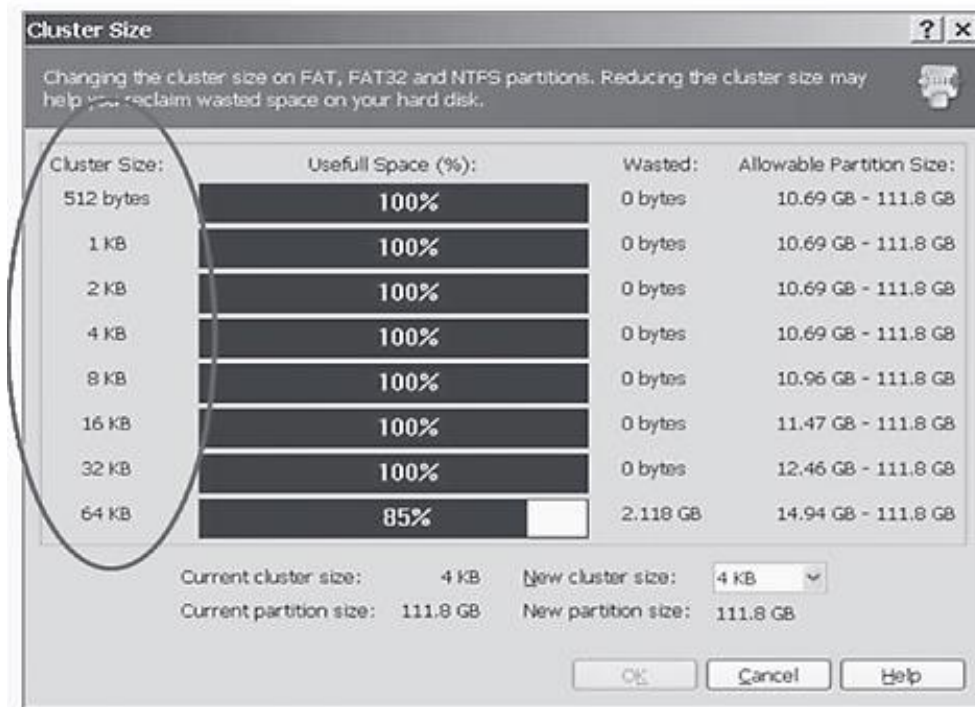 Cluster Size
Changing the cluster size on FAT, FAT32 and NTFS partitions. Reducing the cluster size may
help you reclaim wasted space on your hard disk.
Cluster Size: Usefull Space (%): Wasted: Allowable Partition Size:
512 bytes 100% 0 bytes 10.69 GB - 111.8 GB
1 KB 100% 0 bytes 10.69 GB - 111.8 GB
2 KB 100% 0 bytes 10.69 GB - 111.8 GB
4 KB 100% 0 bytes 10.69 GB - 111.8 GB
8 KB 100% 0 bytes 10.96 GB - 111.8 GB
16 KB 100% 0 bytes 11.47 GB - 111.8 GB
32 KB 100% 0 bytes 12.46 GB - 111.8 GB
64 KB 85% 2.118 GB 14.94 GB - 111.8 GB
Current cluster size: 4 KB New cluster size: 4 KB
Current partition size: 111.8 GB New partition size: 111.8 GB
OK Cancel Help